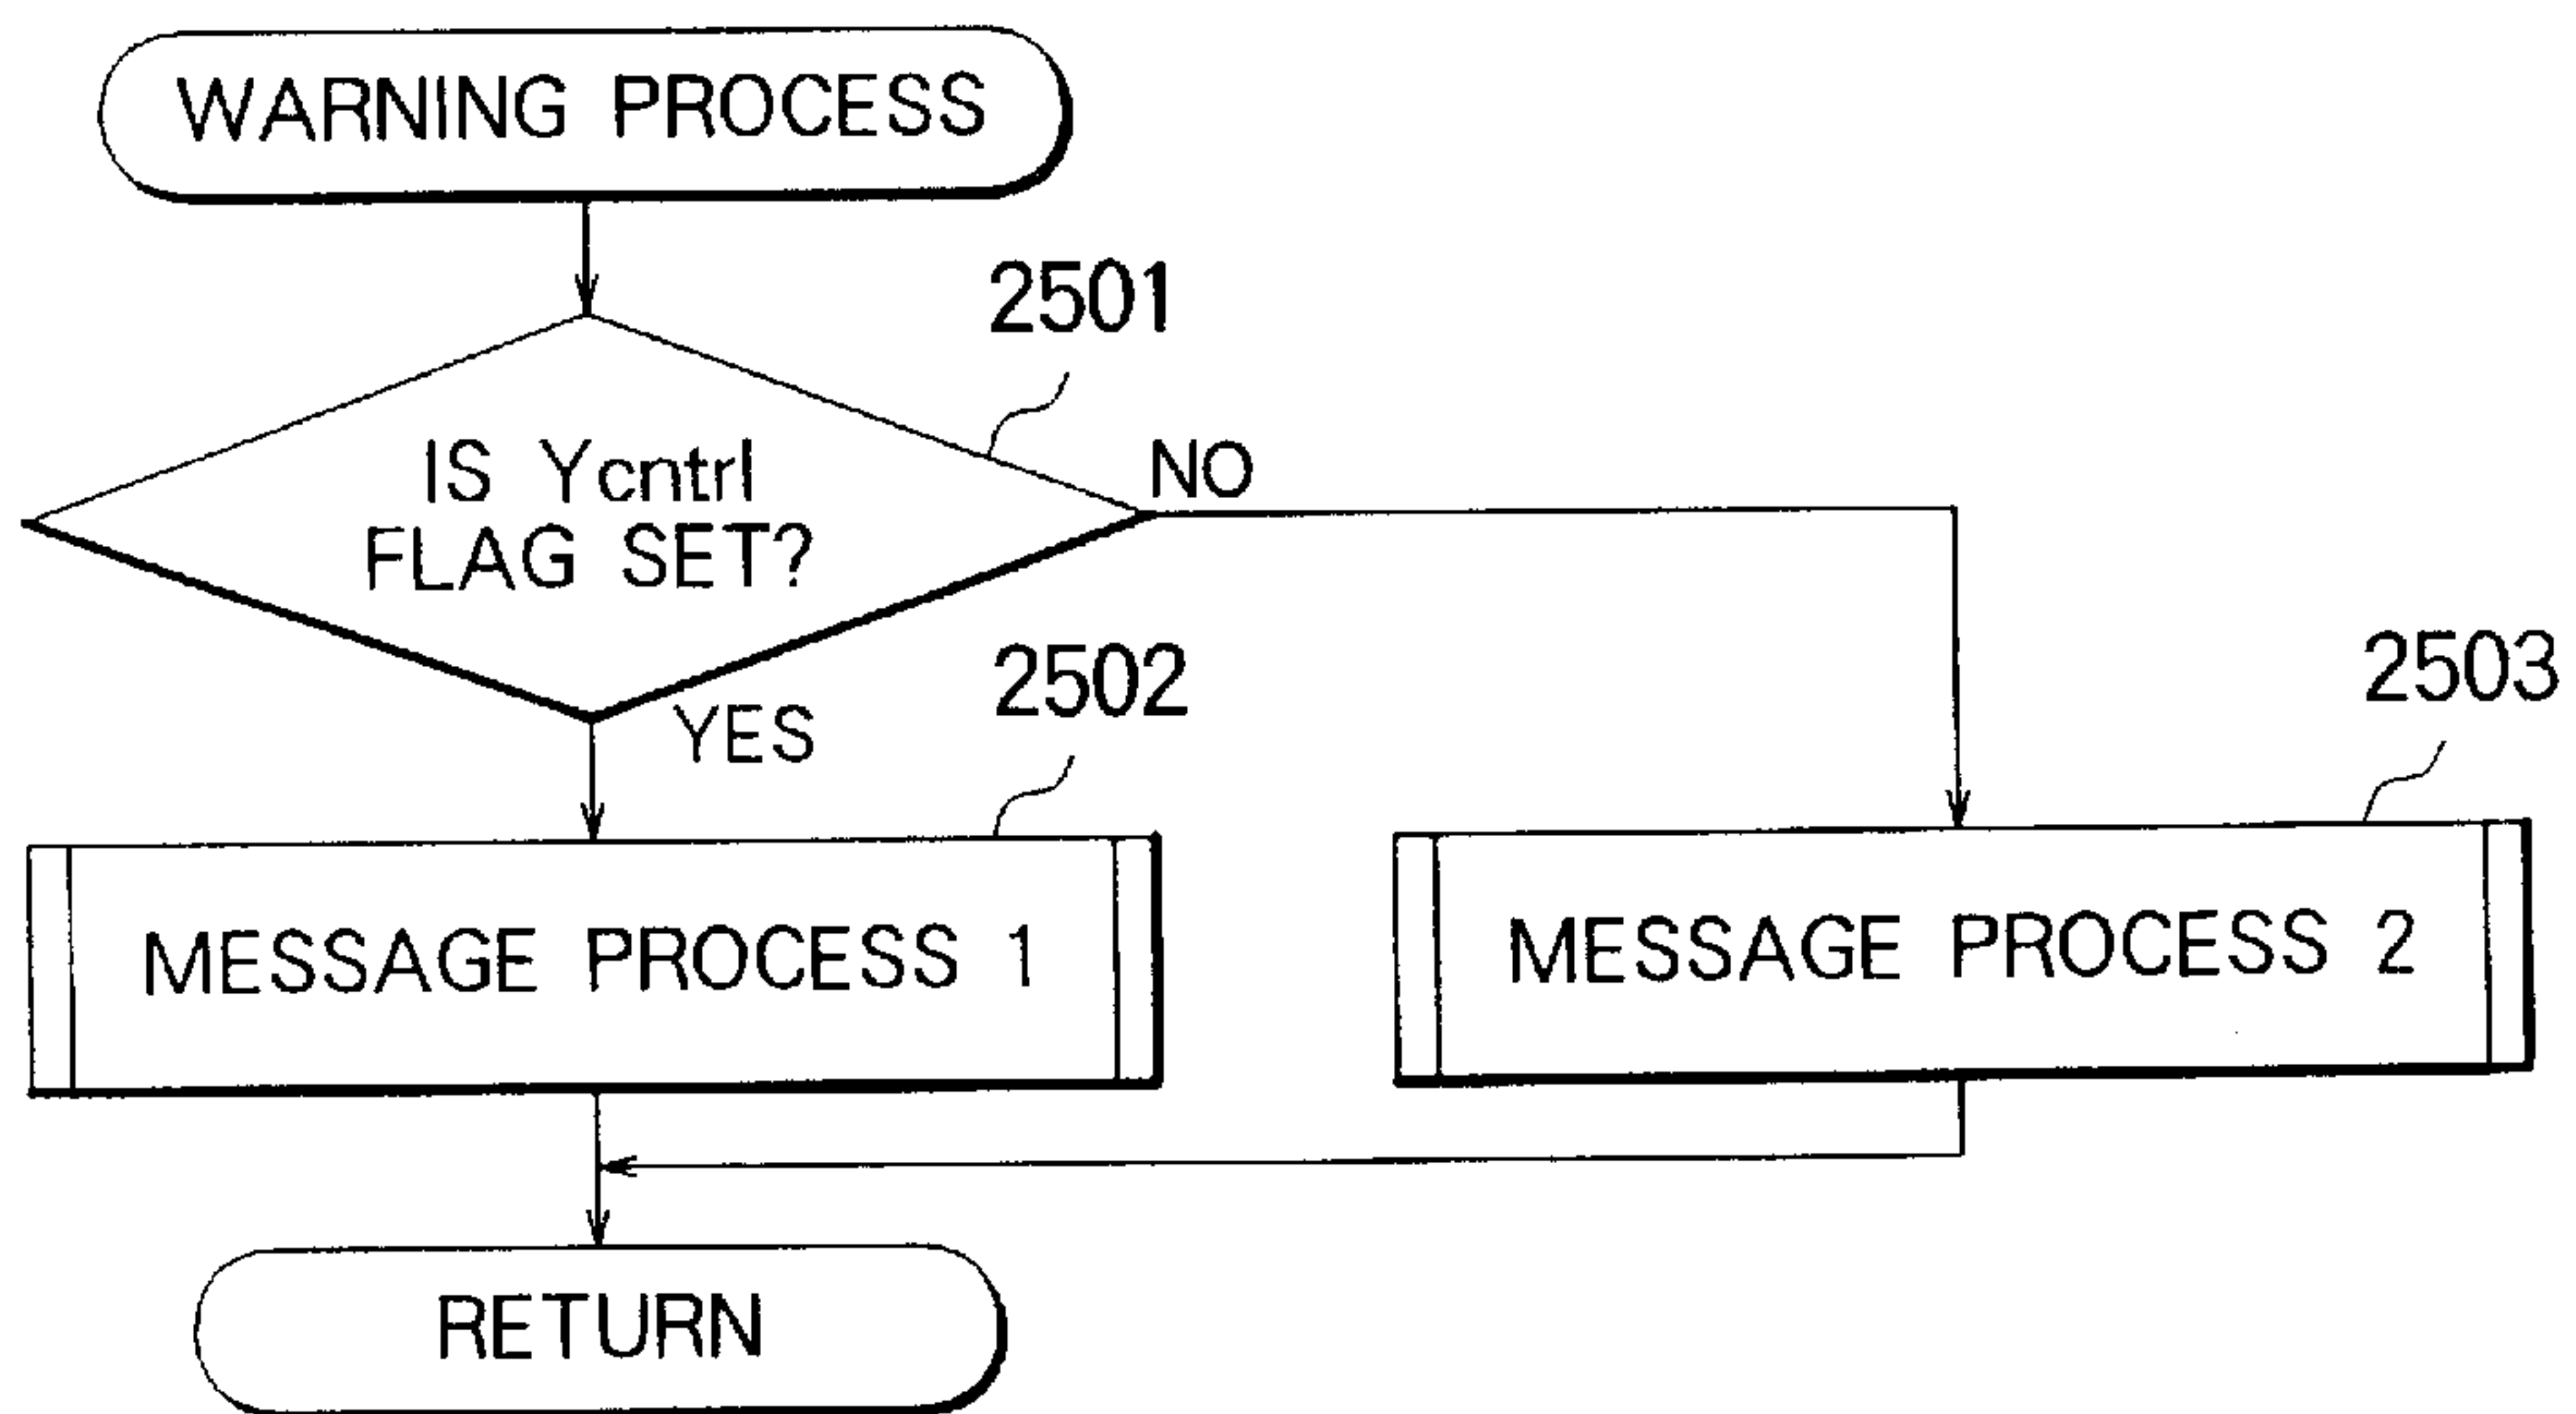 WARNING PROCESS
2501
IS Ycntrl
FLAG SET?
NO
YES
2502
2503
MESSAGE PROCESS 1
MESSAGE PROCESS 2
RETURN